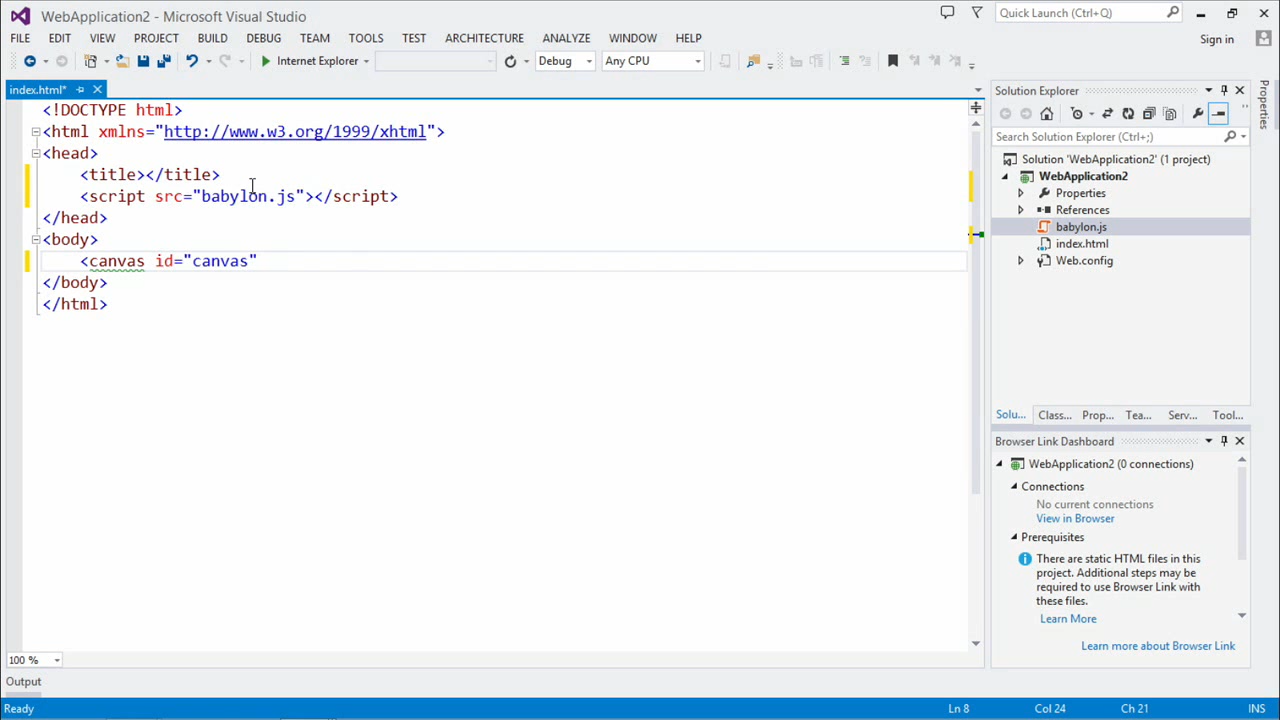 WebApplication2 - Microsoft Visual Studio
Quick Launch (Ctrl+Q)
FILE EDIT VIEW PROJECT BUILD DEBUG TEAM TOOLS TEST ARCHITECTURE ANALYZE WINDOW HELP
Sign in
Internet Explorer Debug Any CPU
index.html*
<!DOCTYPE html>
<html xmlns="http://www.w3.org/1999/xhtml">
<head>
<title></title>
<script src="babylon.js"></script>
</head>
<body>
<canvas id="canvas"
</body>
</html>
100 %
Output
Ready
Ln 8 Col 24 Ch 21 INS
Solution Explorer
Search Solution Explorer (Ctrl+;)
Solution 'WebApplication2' (1 project)
WebApplication2
Properties
References
babylon.js
index.html
Web.config
Solu... Class... Prop... Tea... Serv... Tool...
Browser Link Dashboard
WebApplication2 (0 connections)
Connections
No current connections
View in Browser
Prerequisites
There are static HTML files in this
project. Additional steps may be
required to use Browser Link with
these files.
Learn More
Learn more about Browser Link
Properties